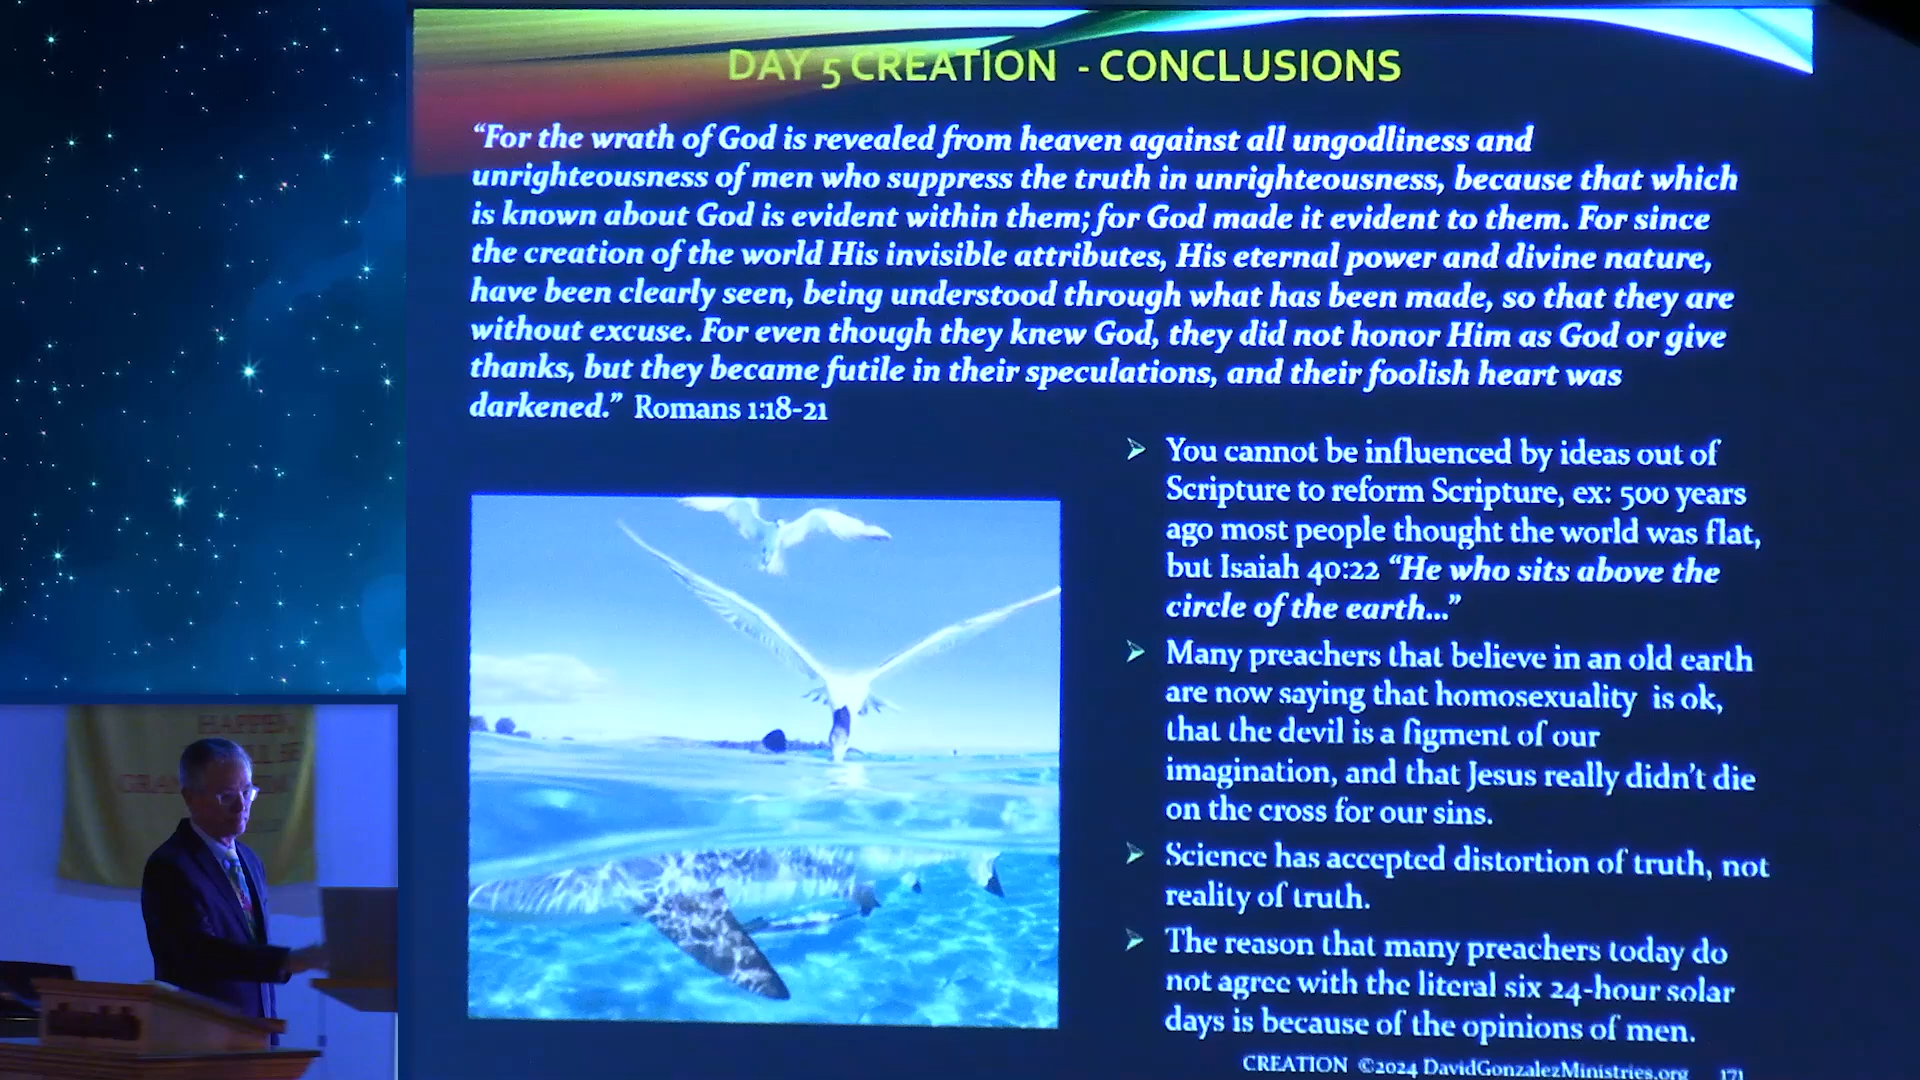 DAY 5 CREATION - CONCLUSIONS
“For the wrath of God is revealed from heaven against all ungodliness and
unrighteousness of men who suppress the truth in unrighteousness, because that which
is known about God is evident within them; for God made it evident to them. For since
the creation of the world His invisible attributes, His eternal power and divine nature,
have been clearly seen, being understood through what has been made, so that they are
without excuse. For even though they knew God, they did not honor Him as God or give
thanks, but they became futile in their speculations, and their foolish heart was
darkened.” Romans 1:18-21
➢ You cannot be influenced by ideas out of
Scripture to reform Scripture, ex: 500 years
ago most people thought the world was flat,
but Isaiah 40:22 “He who sits above the
circle of the earth...”
➢ Many preachers that believe in an old earth
are now saying that homosexuality is ok,
that the devil is a figment of our
imagination, and that Jesus really didn’t die
on the cross for our sins.
➢ Science has accepted distortion of truth, not
reality of truth.
➢ The reason that many preachers today do
not agree with the literal six 24-hour solar
days is because of the opinions of men.
CREATION ©2024 DavidGonzalezMinistries.org 171
HAPPEN